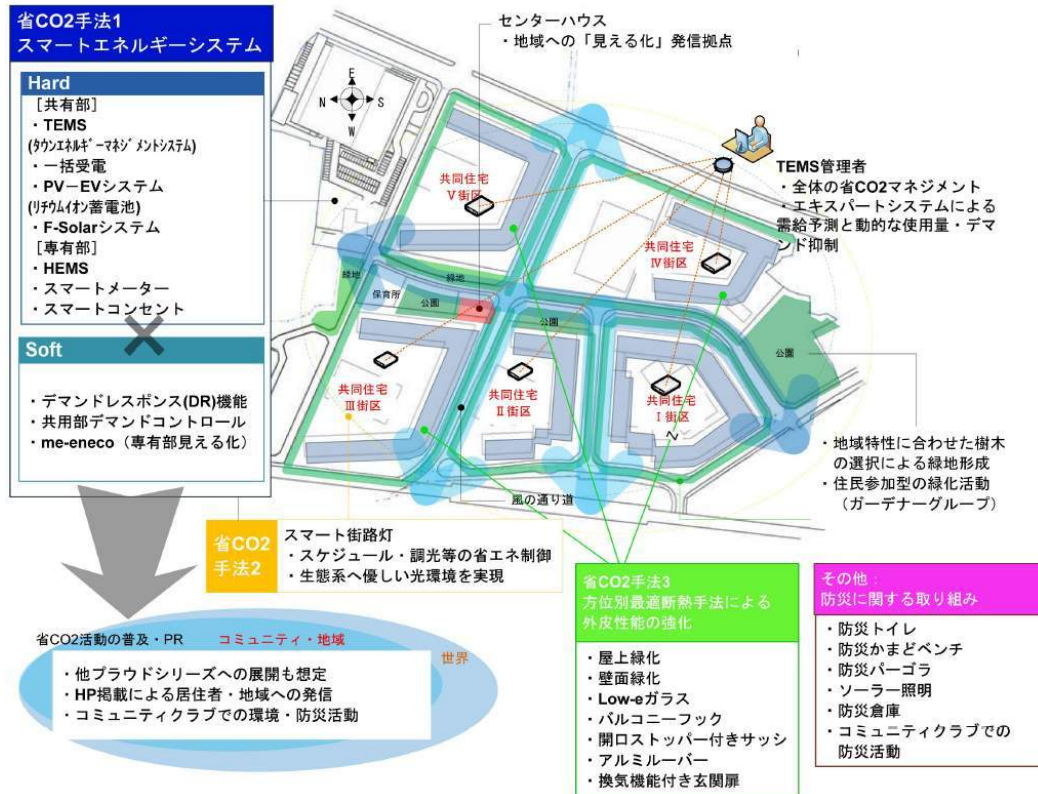 省CO2手法1
スマートエネルギーシステム
Hard
［共有部］
・TEMS
(ﾀｳﾝｴﾈﾙｷﾞｰﾏﾈｼﾞﾒﾝﾄｼｽﾃﾑ)
・一括受電
・PV－EVシステム
(ﾘﾁｳﾑｲｵﾝ蓄電池)
・F-Solarシステム
［専有部］
・HEMS
・スマートメーター
・スマートコンセント
Soft
・デマンドレスポンス(DR)機能
・共用部デマンドコントロール
・me-eneco（専有部見える化）
センターハウス
・地域への「見える化」発信拠点
E
N
S
W
TEMS管理者
・全体の省CO2マネジメント
・エキスパートシステムによる
需給予測と動的な使用量・デマ
ンド抑制
共同住宅
Ⅴ街区
共同住宅
Ⅳ街区
緑地
緑地
保育所
公園
公園
公園
共同住宅
Ⅲ街区
共同住宅
Ⅱ街区
共同住宅
Ⅰ街区
風の通り道
・地域特性に合わせた樹木
の選択による緑地形成
・住民参加型の緑化活動
（ガーデナーグループ）
省CO2
手法2
スマート街路灯
・スケジュール・調光等の省エネ制御
・生態系へ優しい光環境を実現
省CO2手法3
方位別最適断熱手法による
外皮性能の強化
・屋上緑化
・壁面緑化
・Low-eガラス
・バルコニーフック
・開口ストッパー付きサッシ
・アルミルーバー
・換気機能付き玄関扉
その他：
防災に関する取り組み
・防災トイレ
・防災かまどベンチ
・防災パーゴラ
・ソーラー照明
・防災倉庫
・コミュニティクラブでの
防災活動
省CO2活動の普及・PR
コミュニティ・地域
世界
・他プラウドシリーズへの展開も想定
・HP掲載による居住者・地域への発信
・コミュニティクラブでの環境・防災活動